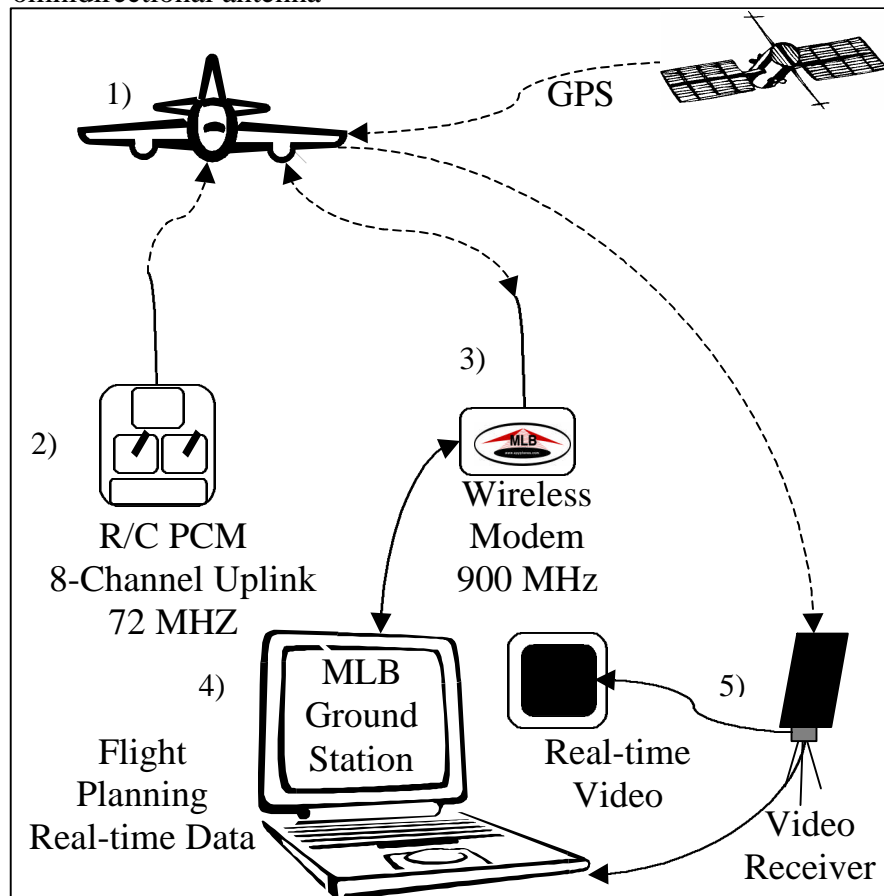 1)
GPS
3)
2)
MLB
R/C PCM
8-Channel Uplink
72 MHZ
Wireless
Modem
900 MHz
4)
MLB
Ground
Station
5)
Flight
Planning
Real-time Data
Real-time
Video
Video
Receiver